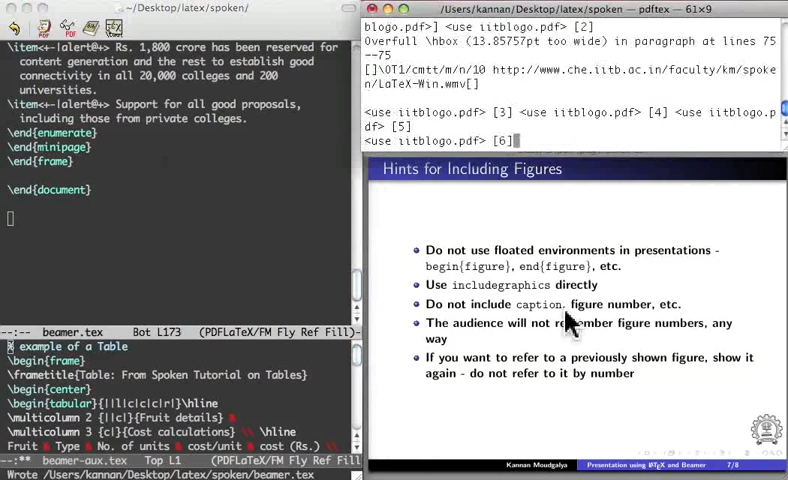 ~/Desktop/latex/spoken/
\item<+-|alert@+> Rs. 1,800 crore has been reserved for
content generation and the rest to establish good
connectivity in all 20,000 colleges and 200
universities.
\item<+-|alert@+> Support for all good proposals,
including those from private colleges.
\end{enumerate}
\end{minipage}
\end{frame}
\end{document}
beamer.tex Bot L173 (PDFLaTeX/FM Fly Ref Fill)
% example of a Table
\begin{frame}
\frametitle{Table: From Spoken Tutorial on Tables}
\begin{center}
\begin{tabular}{|||c|c|c|r|}\hline
\multicolumn 2 {||c|}{Fruit details} &
\multicolumn 3 {c|}{Cost calculations} \\ \hline
Fruit & Type & No. of units & cost/unit & cost (Rs.) \\
-:** beamer-aux.tex Top L1 (PDFLaTeX/FM Fly Ref Fill)
Wrote /Users/kannan/Desktop/latex/spoken/beamer.tex
/Users/kannan/Desktop/latex/spoken — pdftex — 61×9
blogo.pdf>] <use iitblogo.pdf> [2]
Overfull \hbox (13.85757pt too wide) in paragraph at lines 75
--75
[]\OT1/cmtt/m/n/10 http://www.che.iitb.ac.in/faculty/km/spoke
n/LaTeX-Win.wmv[]
<use iitblogo.pdf> [3] <use iitblogo.pdf> [4] <use iitblogo.p
df> [5]
<use iitblogo.pdf> [6]
Hints for Including Figures
Do not use floated environments in presentations -
begin{figure}, end{figure}, etc.
Use includegraphics directly
Do not include caption, figure number, etc.
The audience will not remember figure numbers, any
way
If you want to refer to a previously shown figure, show it
again - do not refer to it by number
Kannan Moudgalya Presentation using LATEX and Beamer 7/8